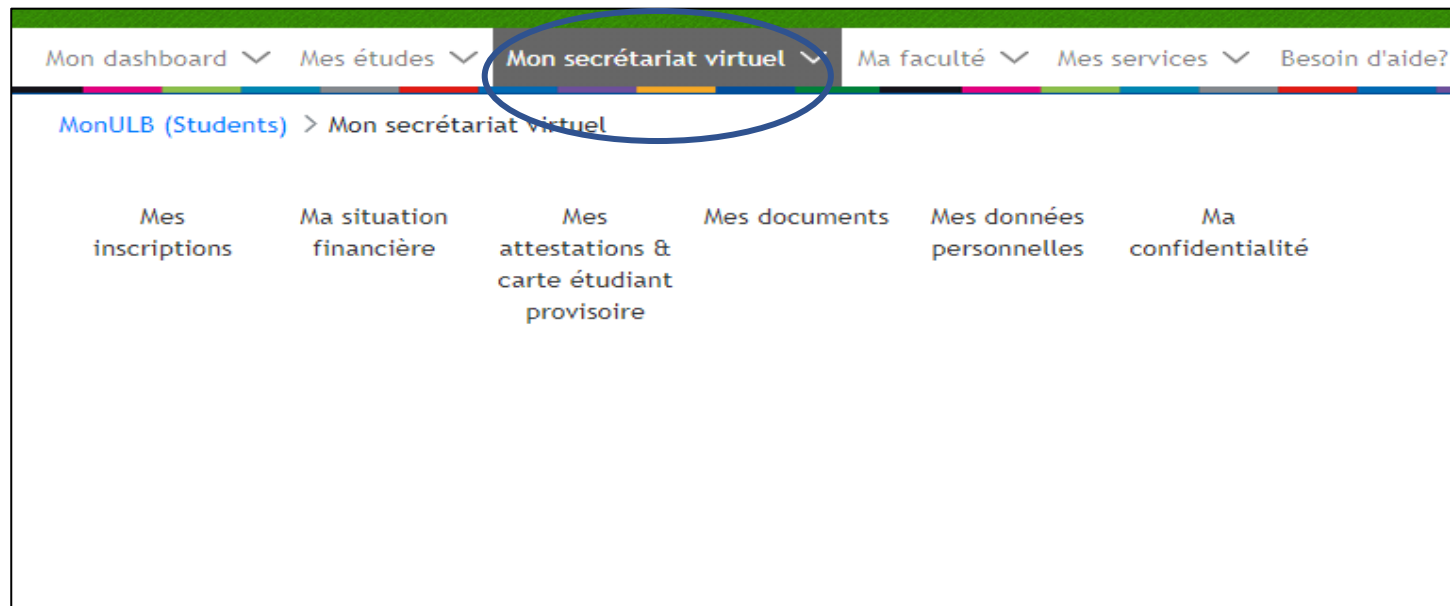 Mon dashboard Mes études Mon secrétariat virtuel Ma faculté Mes services Besoin d'aide?
MonULB (Students) > Mon secrétariat virtuel
Mes inscriptions
Ma situation financière
Mes attestations & carte étudiant provisoire
Mes documents
Mes données personnelles
Ma confidentialité